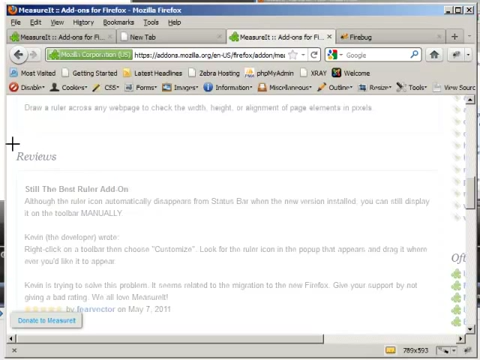 MeasureIt :: Add-ons for Firefox - Mozilla Firefox
File Edit View History Bookmarks Tools Help
MeasureIt :: Add-ons for Fi... New Tab MeasureIt :: Add-ons for Fi... Firebug
Mozilla Corporation (US) https://addons.mozilla.org/en-US/firefox/addon/mea Google
Most Visited Getting Started Latest Headlines Zebra Hosting phpMyAdmin XRAY Welcome
Disable Cookies CSS Forms Images Information Miscellaneous Outline Resize Tools View Source
Draw a ruler across any webpage to check the width, height, or alignment of page elements in pixels.
Reviews
Still The Best Ruler Add-On
Although the ruler icon automatically disappears from Status Bar when the new version installed, you can still display
it on the toolbar MANUALLY.
Kevin (the developer) wrote:
Right-click on a toolbar then choose "Customize". Look for the ruler icon in the popup that appears and drag it where
ever you'd like it to appear
Kevin is trying to solve this problem. It seems related to the migration to the new Firefox. Give your support by not
giving a bad rating. We all love MeasureIt!
on May 7, 2011
Oft
Donate to MeasureIt
789x593